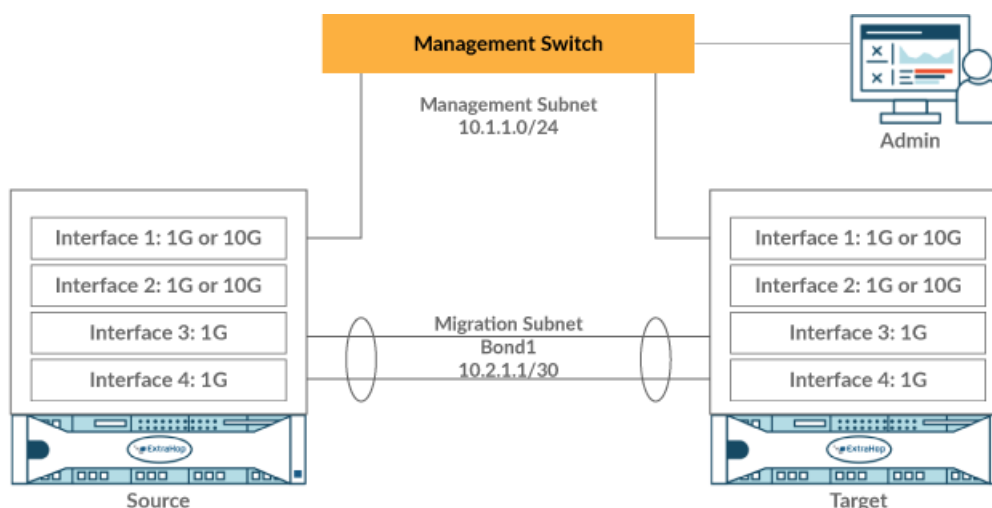 Management Switch
Management Subnet
10.1.1.0/24
Admin
Interface 1: 1G or 10G
Interface 2: 1G or 10G
Interface 3: 1G
Interface 4: 1G
Migration Subnet
Bond1
10.2.1.1/30
Interface 1: 1G or 10G
Interface 2: 1G or 10G
Interface 3: 1G
Interface 4: 1G
ExtraHop
ExtraHop
Source
Target